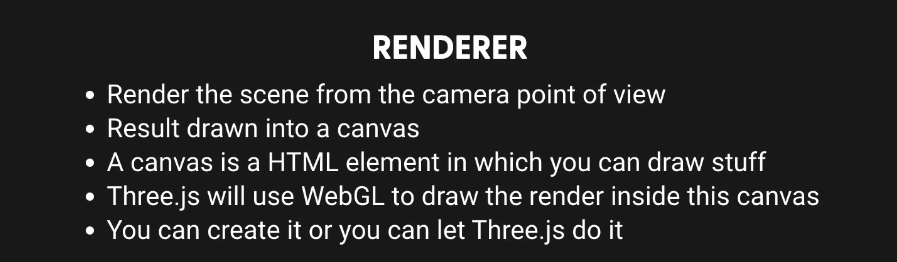 RENDERER
• Render the scene from the camera point of view
• Result drawn into a canvas
• A canvas is a HTML element in which you can draw stuff
• Three.js will use WebGL to draw the render inside this canvas
• You can create it or you can let Three.js do it